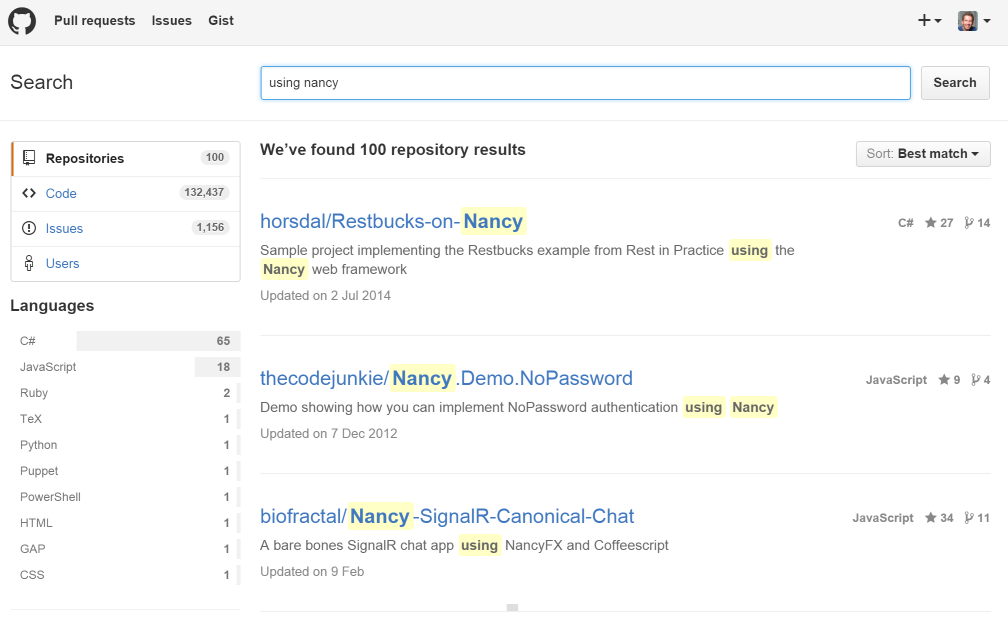 Pull requests Issues Gist
Search
using nancy
Search
Repositories 100
Code 132,437
Issues 1,156
Users
Languages
C# 65
JavaScript 18
Ruby 2
TeX 1
Python 1
Puppet 1
PowerShell 1
HTML 1
GAP 1
CSS 1
We’ve found 100 repository results
Sort: Best match
horsdal/Restbucks-on-Nancy
C# 27 14
Sample project implementing the Restbucks example from Rest in Practice using the
Nancy web framework
Updated on 2 Jul 2014
thecodejunkie/Nancy.Demo.NoPassword
JavaScript 9 4
Demo showing how you can implement NoPassword authentication using Nancy
Updated on 7 Dec 2012
biofractal/Nancy-SignalR-Canonical-Chat
JavaScript 34 11
A bare bones SignalR chat app using NancyFX and Coffeescript
Updated on 9 Feb